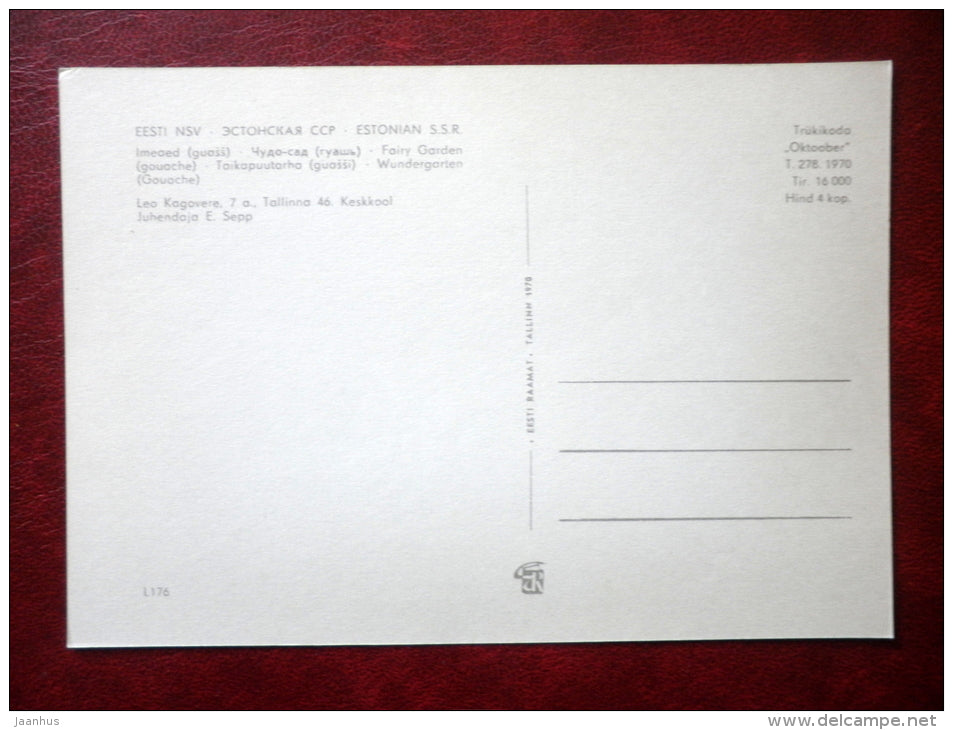 EESTI NSV · ЭСТОНСКАЯ ССР · ESTONIAN S.S.R.
Imeaed (guašš) · Чудо-сад (гуашь) · Fairy Garden
(gouache) · Taikapuutarha (guašši) · Wundergarten
(Gouache)
Leo Kagovere, 7 a., Tallinna 46. Keskkool
Juhendaja E. Sepp
Trükikoda
„Oktoober"
T. 278. 1970
Tir. 16 000
Hind 4 kop.
· EESTI RAAMAT · TALLINN 1970
L176
jaanhus
www.delcampe.net